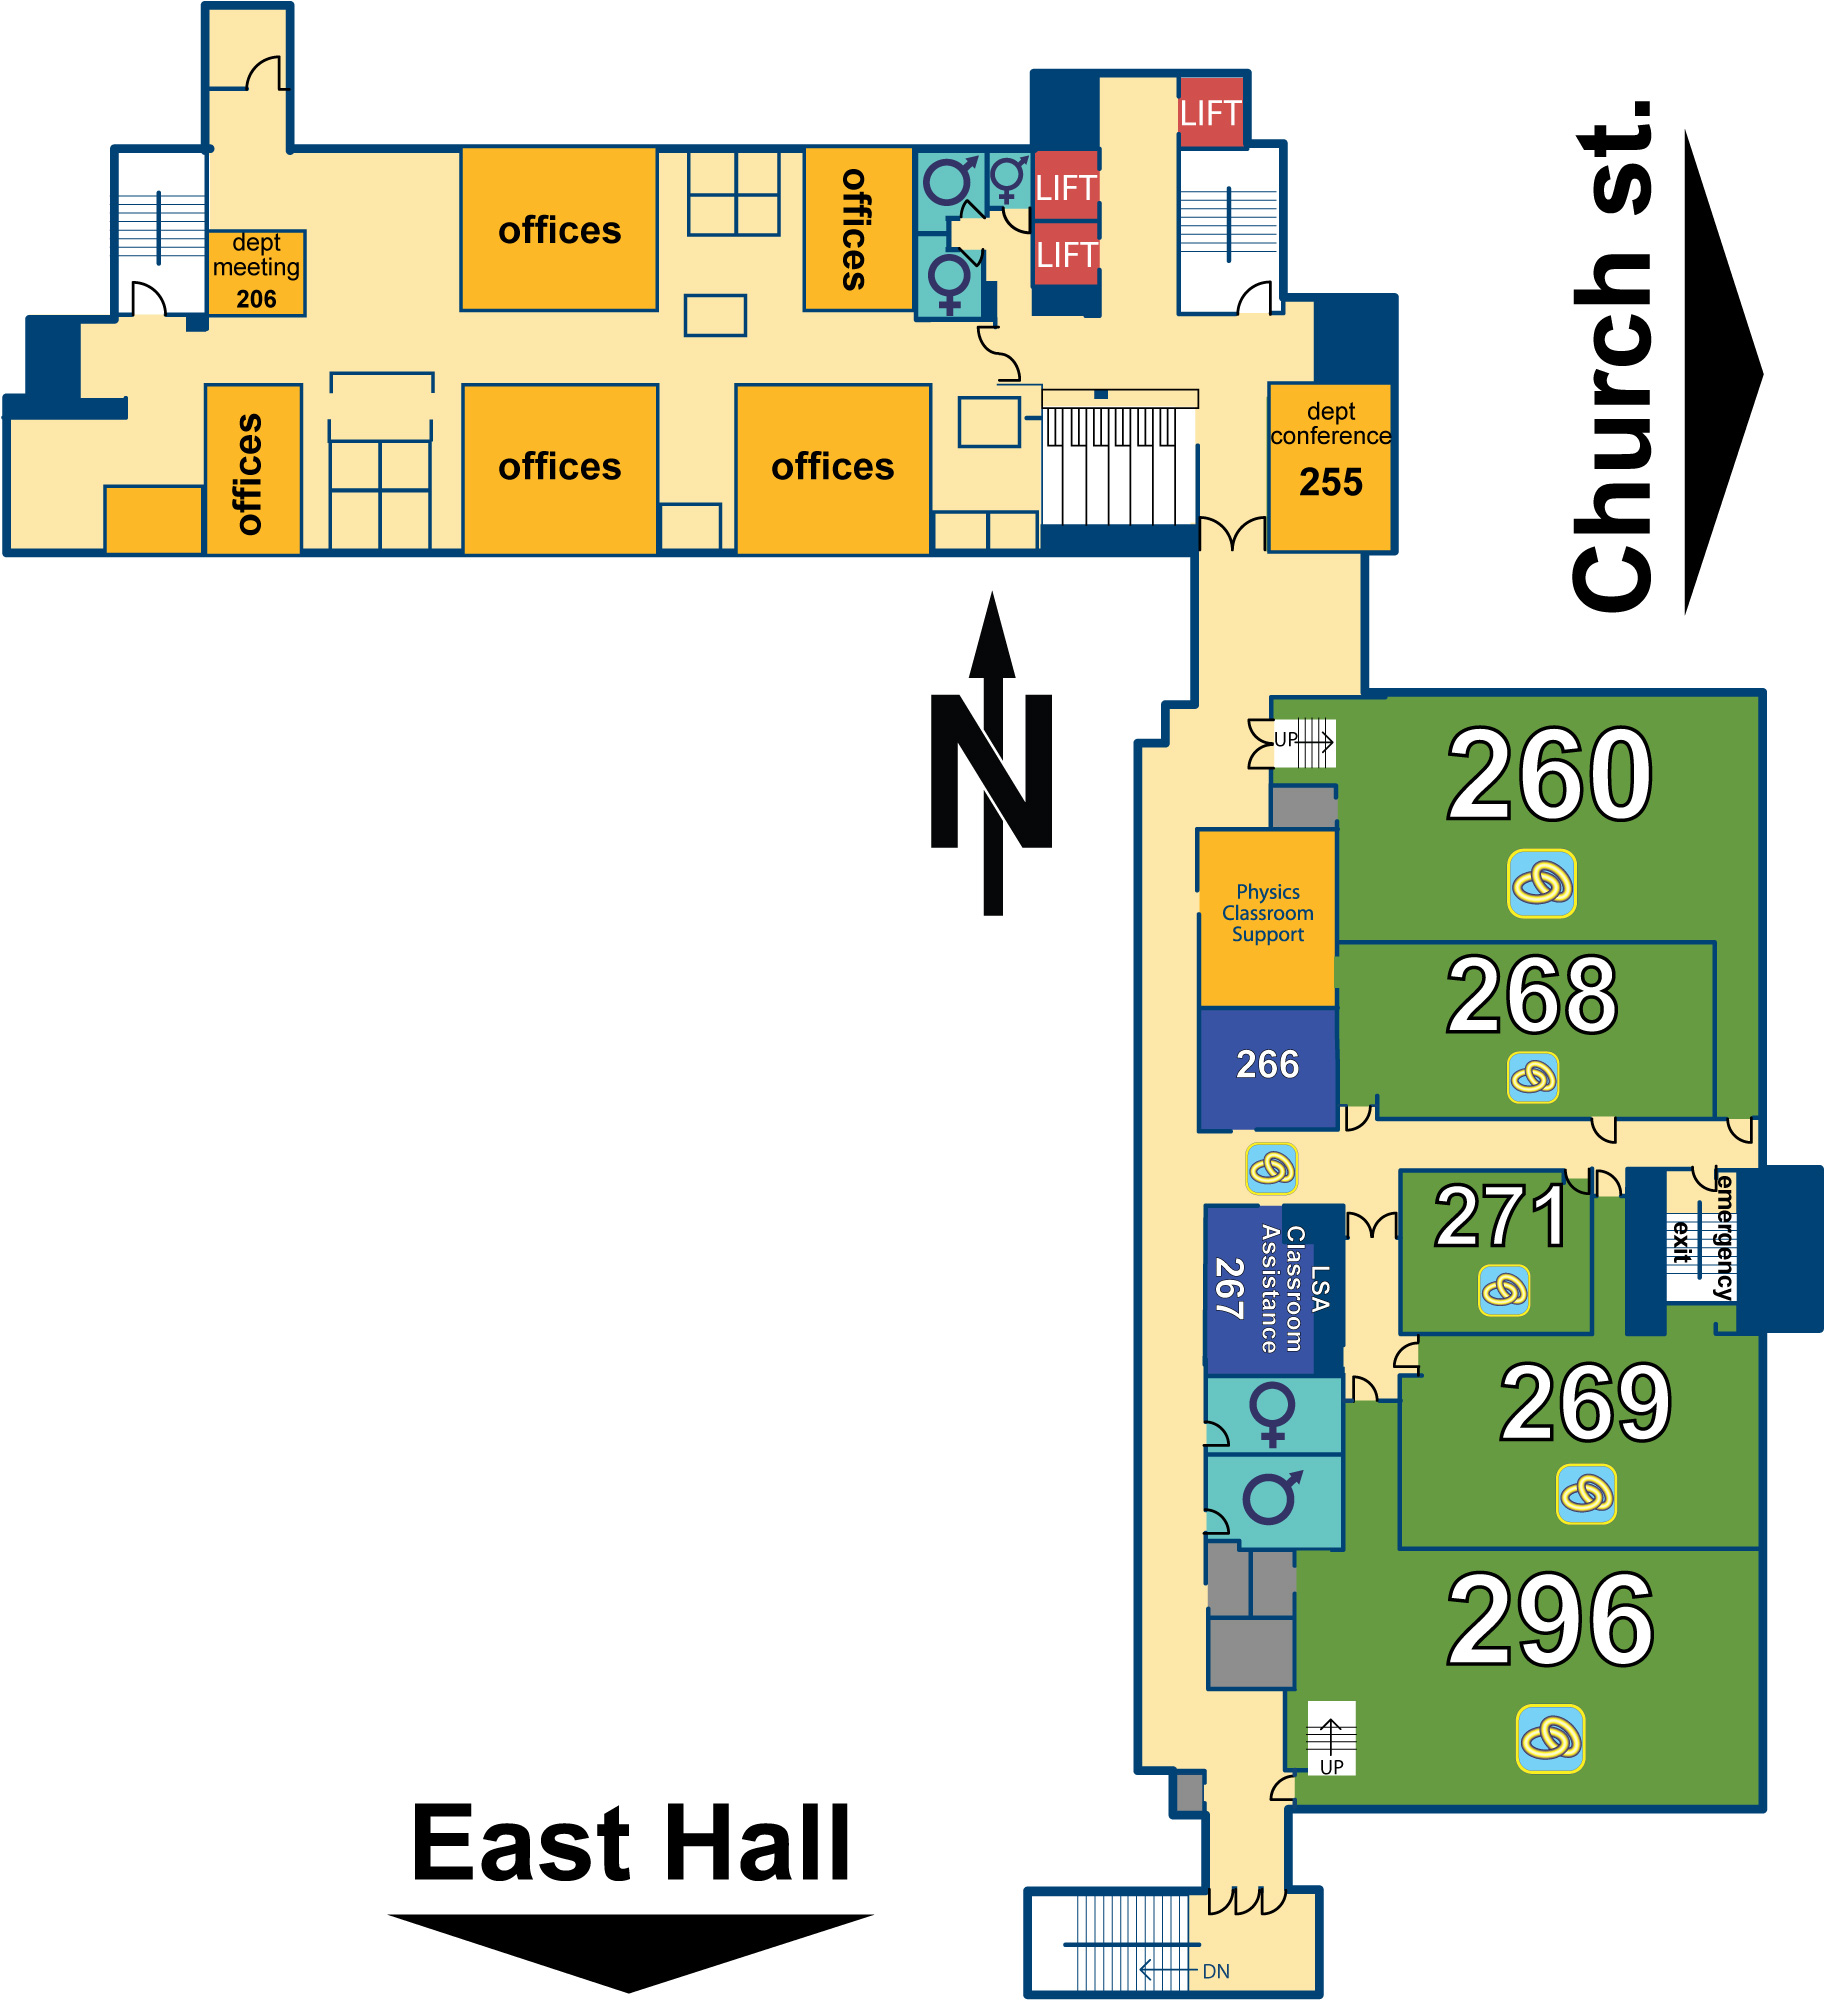 LIFT
LIFT
LIFT
offices
offices
dept
meeting
206
Church st.
offices
offices
offices
dept
conference
255
N
UP
260
Physics
Classroom
Support
268
266
271
emergency
exit
LSA
Classroom
Assistance
267
269
296
UP
East Hall
DN